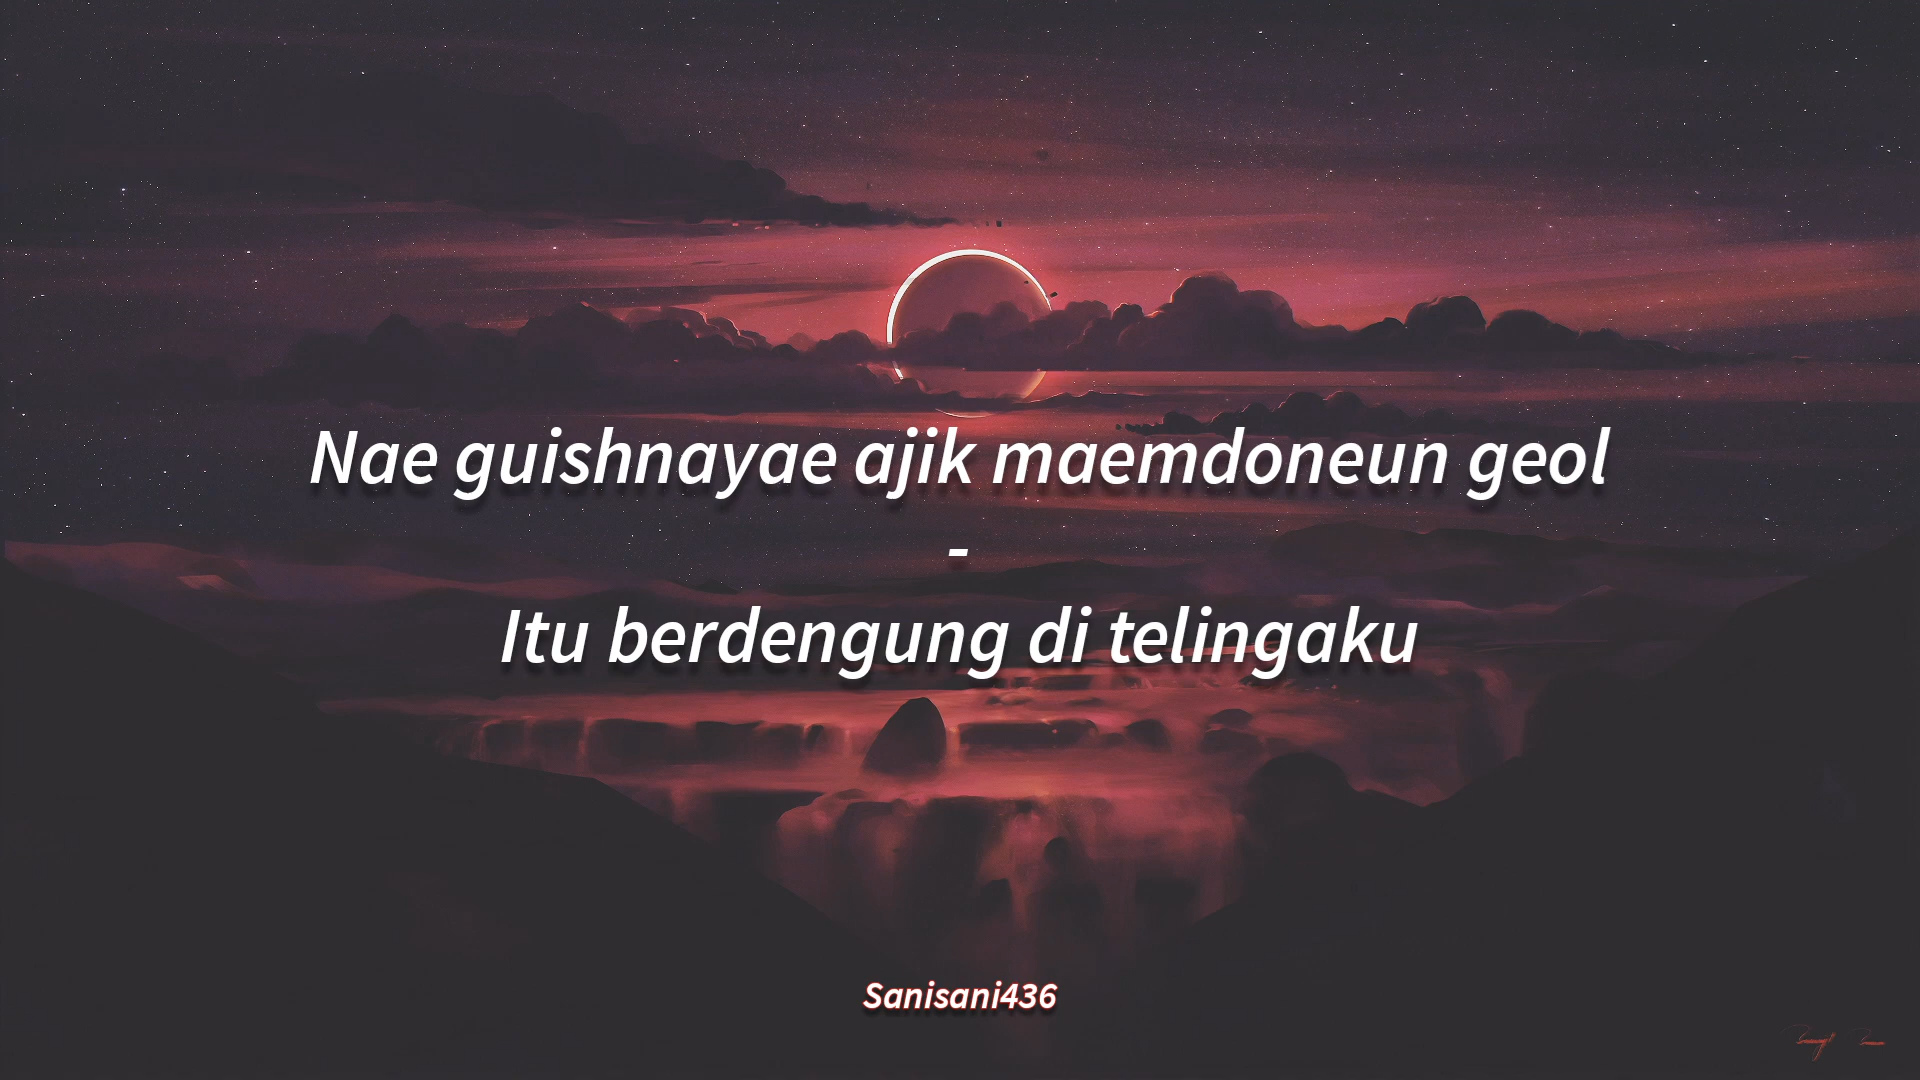 Nae guishnayae ajik maemdoneun geol
-
Itu berdengung di telingaku
Sanisani436